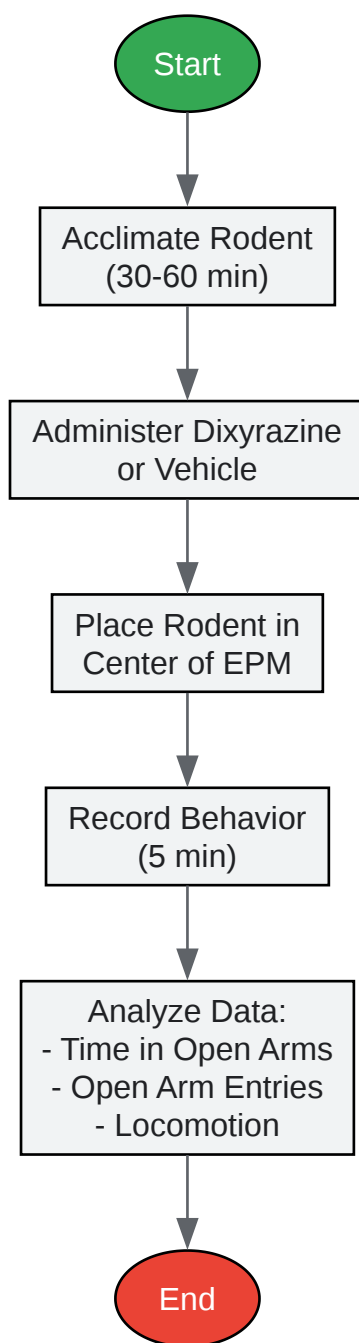 Start
Acclimate Rodent
(30-60 min)
Administer Dixyrazine
or Vehicle
Place Rodent in
Center of EPM
Record Behavior
(5 min)
Analyze Data:
- Time in Open Arms
- Open Arm Entries
- Locomotion
End